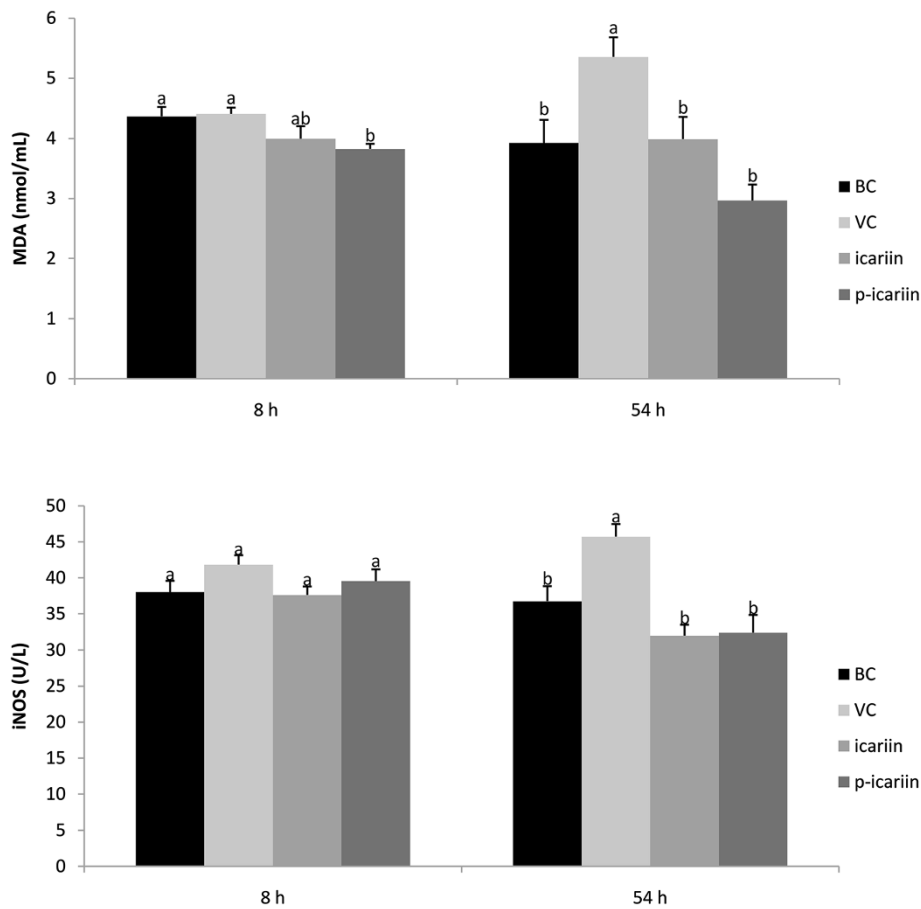 6
5
4
3
2
1
0
MDA (nmol/mL)
a a ab b
b a b b
8 h 54 h
BC
VC
icariin
p-icariin
50
45
40
35
30
25
20
15
10
5
0
iNOS (U/L)
a a a a
b a b b
8 h 54 h
BC
VC
icariin
p-icariin